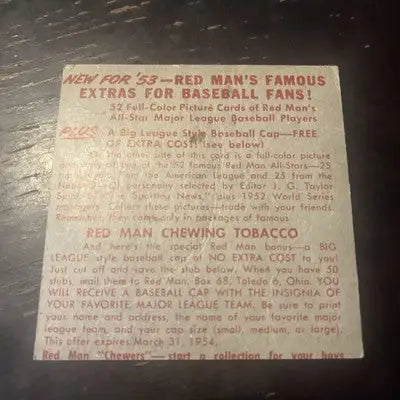 NEW FOR '53—RED MAN'S FAMOUS
EXTRAS FOR BASEBALL FANS!
52 Full-Color Picture Cards of Red Man's
All-Star Major League Baseball Players
PLUS A Big League Style Baseball Cap—FREE
OF EXTRA COST! (see below)
On the other side of this card is a full-color picture
of the 52 famous Red Man All-Stars—25
from the American League and 25 from the
National personally selected by Editor J. G. Taylor
Sporting News," plus 1952 World Series
managers. Collect these pictures—trade with your friends.
Remember, they come only in packages of famous
RED MAN CHEWING TOBACCO
And here's the special Red Man bonus—a BIG
LEAGUE style baseball cap of NO EXTRA COST to you!
Just cut off and save the stub below. When you have 50
stubs, mail them to Red Man, Box 68, Toledo 6, Ohio. YOU
WILL RECEIVE A BASEBALL CAP WITH THE INSIGNIA OF
YOUR FAVORITE MAJOR LEAGUE TEAM. Be sure to print
your name and address, the name of your favorite major
league team, and your cap size (small, medium, or large).
This offer expires March 31, 1954.
Red Man "Chewers"—start a collection for your boys